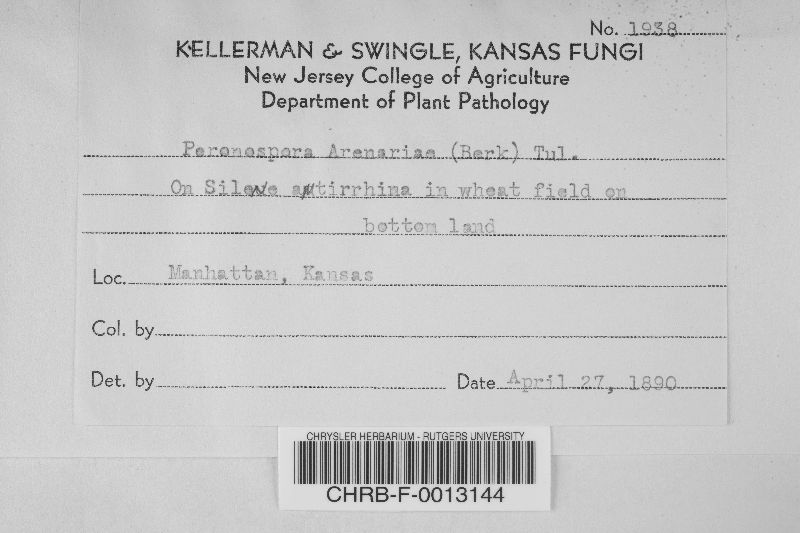 No. 1938
KELLERMAN & SWINGLE, KANSAS FUNGI
New Jersey College of Agriculture
Department of Plant Pathology
Peronospora Arenariae (Berk) Tul.
On Silene antirrhina in wheat field on
bottom land
Loc. Manhattan, Kansas
Col. by
Det. by Date April 27, 1890
CHRYSLER HERBARIUM - RUTGERS UNIVERSITY
CHRB-F-0013144